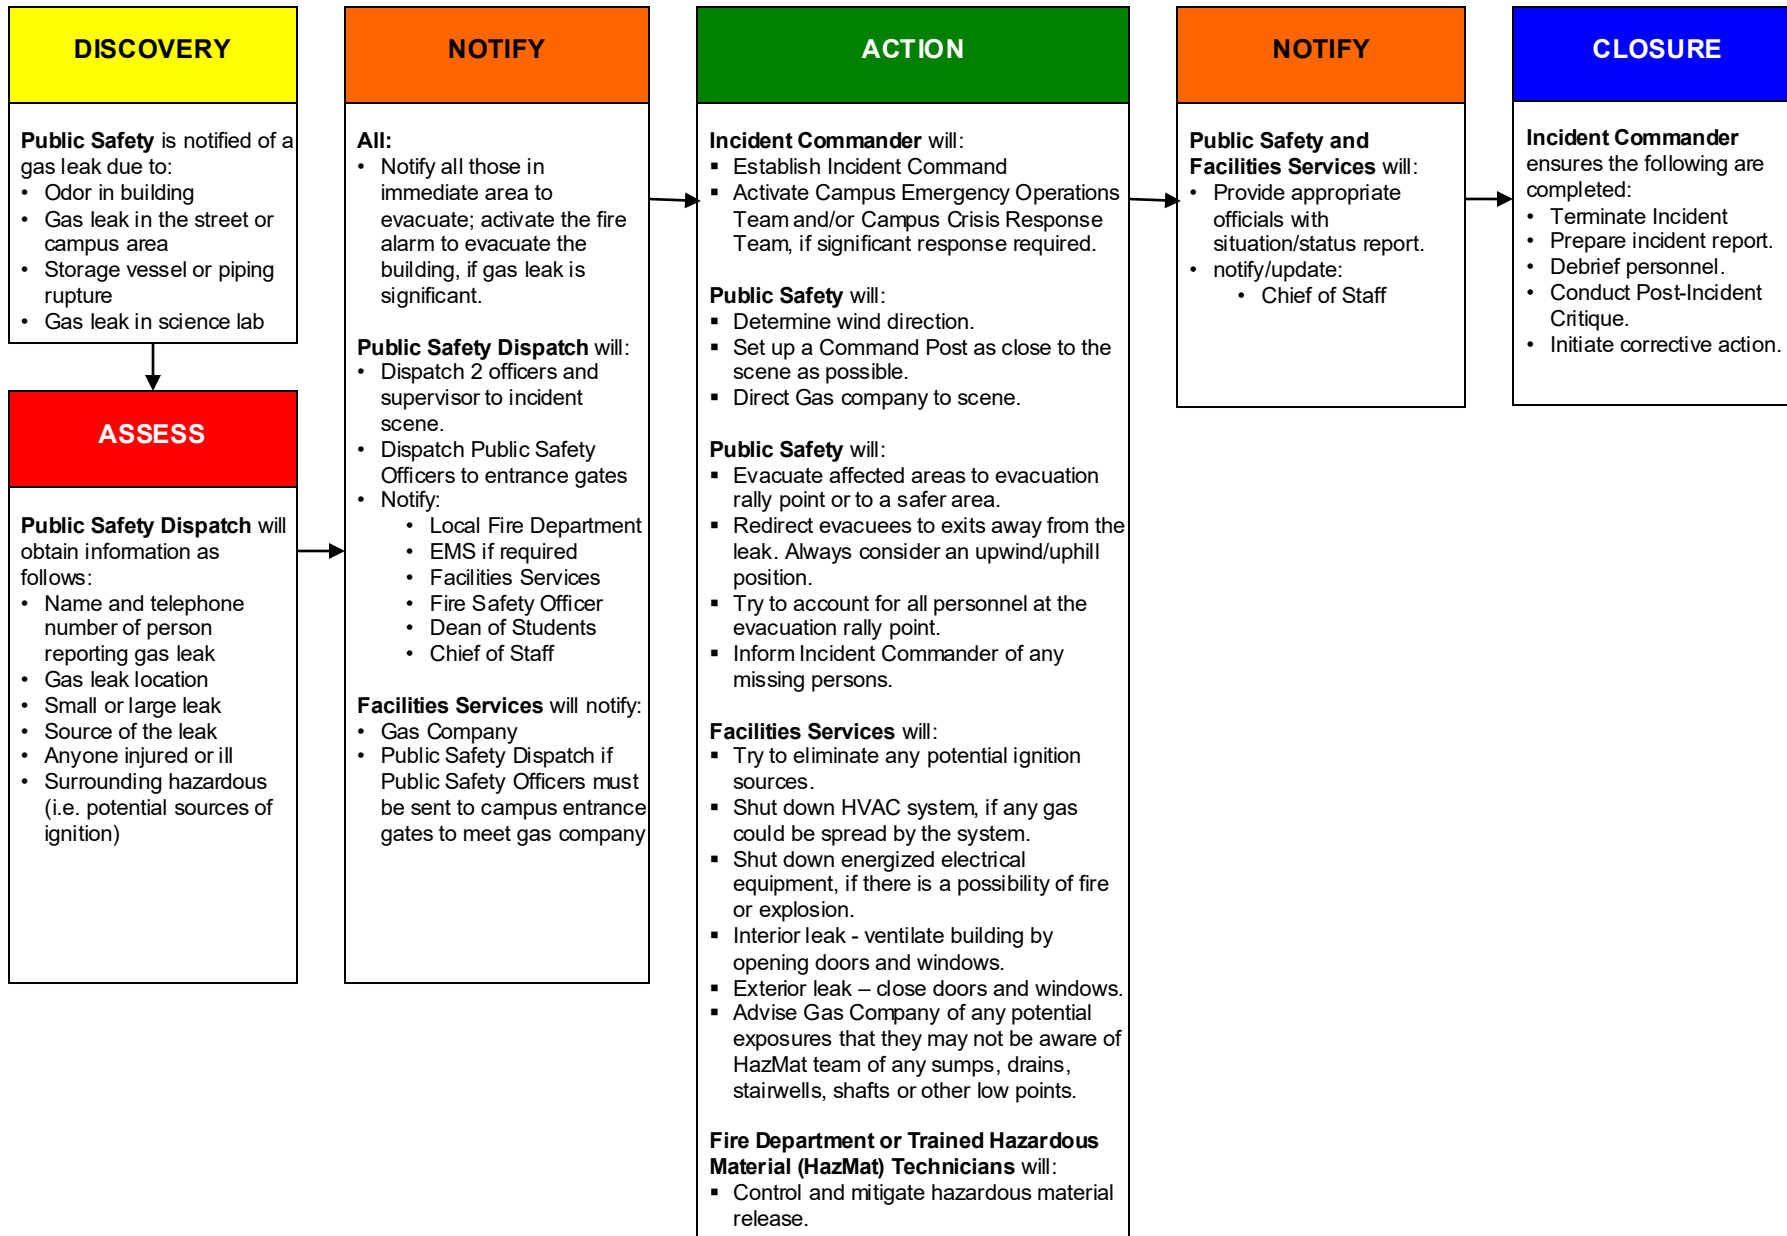 DISCOVERY
Public Safety is notified of a
gas leak due to:
• Odor in building
• Gas leak in the street or
campus area
• Storage vessel or piping
rupture
• Gas leak in science lab
ASSESS
Public Safety Dispatch will
obtain information as
follows:
• Name and telephone
number of person
reporting gas leak
• Gas leak location
• Small or large leak
• Source of the leak
• Anyone injured or ill
• Surrounding hazardous
(i.e. potential sources of
ignition)
NOTIFY
All:
• Notify all those in
immediate area to
evacuate; activate the fire
alarm to evacuate the
building, if gas leak is
significant.
Public Safety Dispatch will:
• Dispatch 2 officers and
supervisor to incident
scene.
• Dispatch Public Safety
Officers to entrance gates
• Notify:
• Local Fire Department
• EMS if required
• Facilities Services
• Fire Safety Officer
• Dean of Students
• Chief of Staff
Facilities Services will notify:
• Gas Company
• Public Safety Dispatch if
Public Safety Officers must
be sent to campus entrance
gates to meet gas company
ACTION
Incident Commander will:
▪ Establish Incident Command
▪ Activate Campus Emergency Operations
Team and/or Campus Crisis Response
Team, if significant response required.
Public Safety will:
▪ Determine wind direction.
▪ Set up a Command Post as close to the
scene as possible.
▪ Direct Gas company to scene.
Public Safety will:
▪ Evacuate affected areas to evacuation
rally point or to a safer area.
▪ Redirect evacuees to exits away from the
leak. Always consider an upwind/uphill
position.
▪ Try to account for all personnel at the
evacuation rally point.
▪ Inform Incident Commander of any
missing persons.
Facilities Services will:
▪ Try to eliminate any potential ignition
sources.
▪ Shut down HVAC system, if any gas
could be spread by the system.
▪ Shut down energized electrical
equipment, if there is a possibility of fire
or explosion.
▪ Interior leak - ventilate building by
opening doors and windows.
▪ Exterior leak – close doors and windows.
▪ Advise Gas Company of any potential
exposures that they may not be aware of
HazMat team of any sumps, drains,
stairwells, shafts or other low points.
Fire Department or Trained Hazardous
Material (HazMat) Technicians will:
▪ Control and mitigate hazardous material
release.
NOTIFY
Public Safety and
Facilities Services will:
• Provide appropriate
officials with
situation/status report.
• notify/update:
• Chief of Staff
CLOSURE
Incident Commander
ensures the following are
completed:
• Terminate Incident
• Prepare incident report.
• Debrief personnel.
• Conduct Post-Incident
Critique.
• Initiate corrective action.